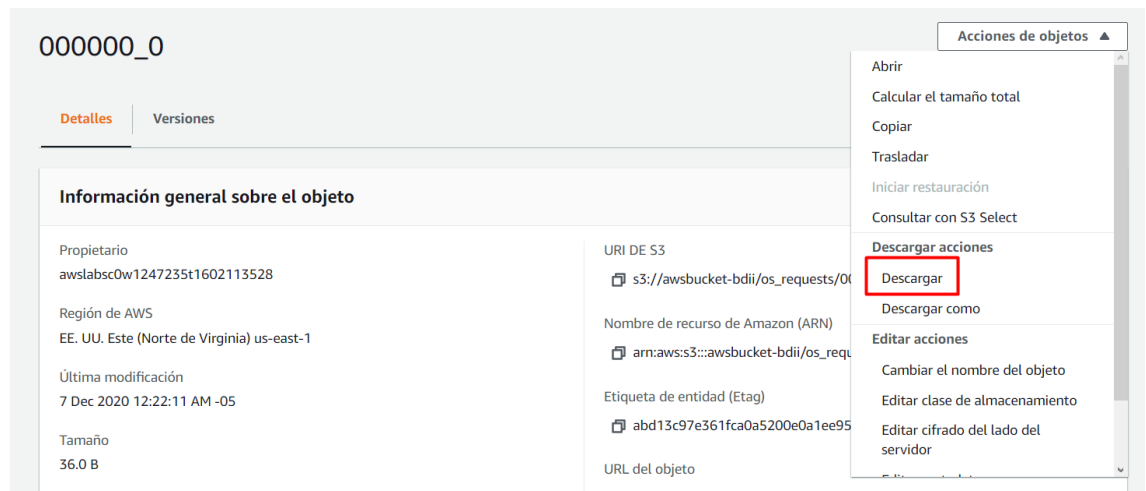 000000_0
Acciones de objetos
Detalles
Versiones
Información general sobre el objeto
Propietario
awslabsc0w1247235t1602113528
Región de AWS
EE. UU. Este (Norte de Virginia) us-east-1
Última modificación
7 Dec 2020 12:22:11 AM -05
Tamaño
36.0 B
URI DE S3
s3://awsbucket-bdii/os_requests/00
Nombre de recurso de Amazon (ARN)
arn:aws:s3:::awsbucket-bdii/os_requ
Etiqueta de entidad (Etag)
abd13c97e361fca0a5200e0a1ee95
URL del objeto
Abrir
Calcular el tamaño total
Copiar
Trasladar
Iniciar restauración
Consultar con S3 Select
Descargar acciones
Descargar
Descargar como
Editar acciones
Cambiar el nombre del objeto
Editar clase de almacenamiento
Editar cifrado del lado del
servidor